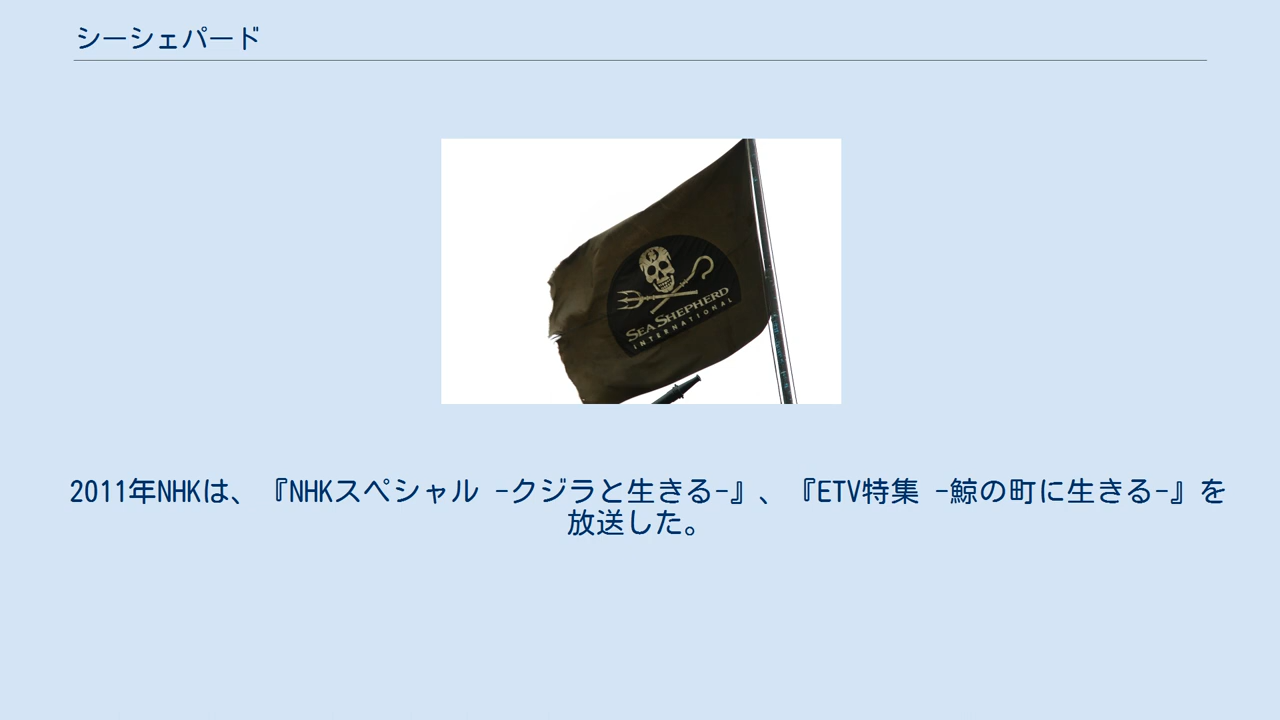 シーシェパード
SEA SHEPHERD
INTERNATIONAL
2011年NHKは、『NHKスペシャル -クジラと生きる-』、『ETV特集 -鯨の町に生きる-』を
放送した。